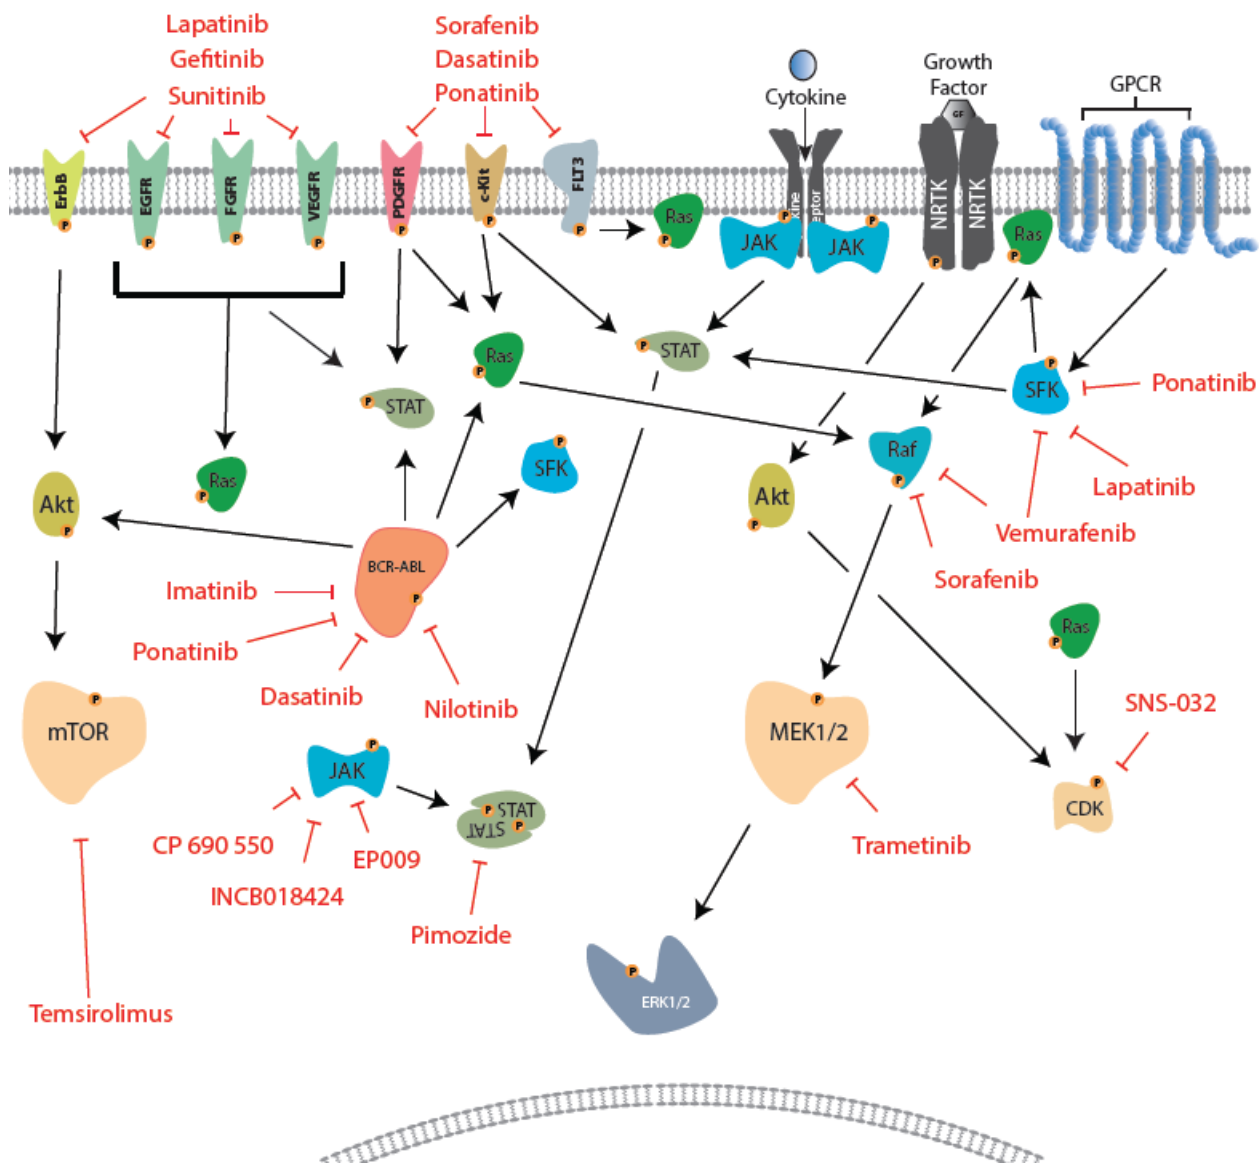 Lapatinib
Gefitinib
Sunitinib
Sorafenib
Dasatinib
Ponatinib
Cytokine
Growth
Factor
GF
GPCR
ErbB
EGFR
FGFR
VEGFR
PDGFR
c-Kit
FLT3
Ras
JAK
JAK
NRTK
NRTK
Ras
P
P
P
P
P
P
P
P
P
P
P
P
STAT
P
Ras
P
STAT
P
SFK
P
Ponatinib
Lapatinib
Vemurafenib
Sorafenib
Raf
P
SFK
P
Ras
P
Akt
P
Akt
P
BCR-ABL
P
Imatinib
Ponatinib
Dasatinib
Nilotinib
Ras
P
SNS-032
CDK
P
mTOR
P
MEK1/2
P
Trametinib
JAK
P
STAT
P
STAT
P
CP 690 550
INCB018424
EP009
Pimozide
ERK1/2
P
Temsirolimus